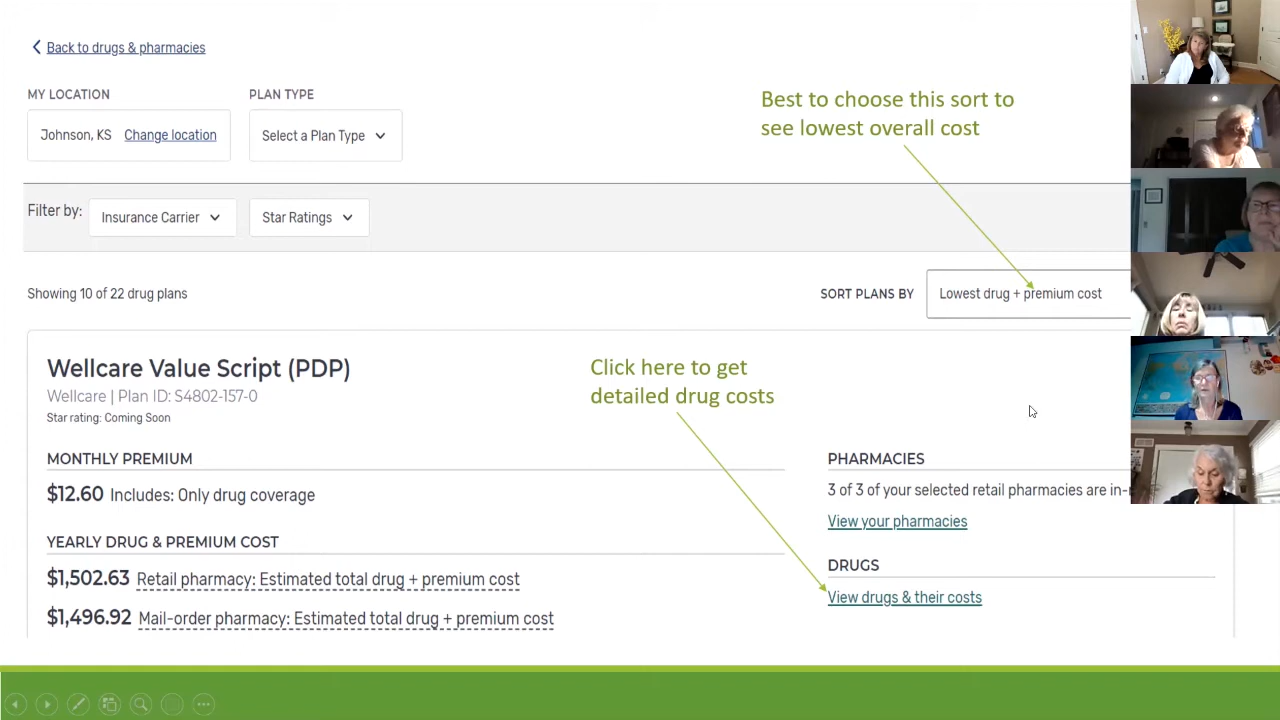 Back to drugs & pharmacies
MY LOCATION
PLAN TYPE
Johnson, KS Change location
Select a Plan Type
Best to choose this sort to
see lowest overall cost
Filter by:
Insurance Carrier
Star Ratings
Showing 10 of 22 drug plans
SORT PLANS BY
Lowest drug + premium cost
Wellcare Value Script (PDP)
Wellcare | Plan ID: S4802-157-0
Star rating: Coming Soon
Click here to get
detailed drug costs
MONTHLY PREMIUM
$12.60 Includes: Only drug coverage
YEARLY DRUG & PREMIUM COST
$1,502.63 Retail pharmacy: Estimated total drug + premium cost
$1,496.92 Mail-order pharmacy: Estimated total drug + premium cost
PHARMACIES
3 of 3 of your selected retail pharmacies are in-
View your pharmacies
DRUGS
View drugs & their costs